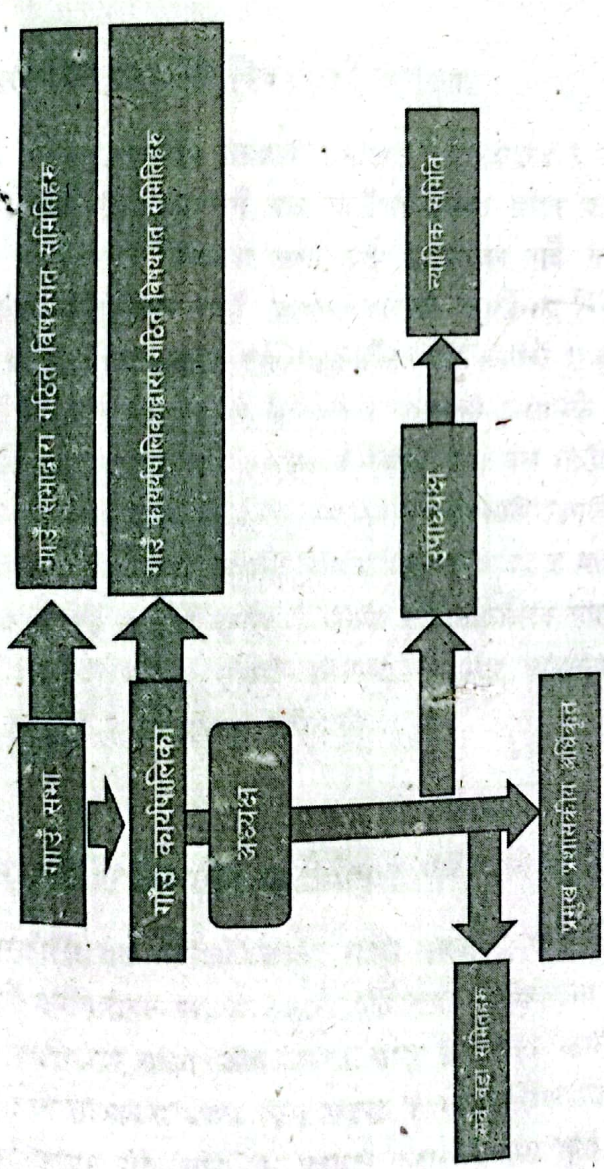 गाउँ सभा
गाउँ सभाद्वारा गठित विषयगत समितिहरु
गाँउ कार्यपालिका
गाउँ कार्यपालिकाद्वारा गठित विषयगत समितिहरु
अध्यक्ष
उपाध्यक्ष
न्यायिक समिति
सवै वडा समितिहरु
प्रमुख प्रशासकीय अधिकृत